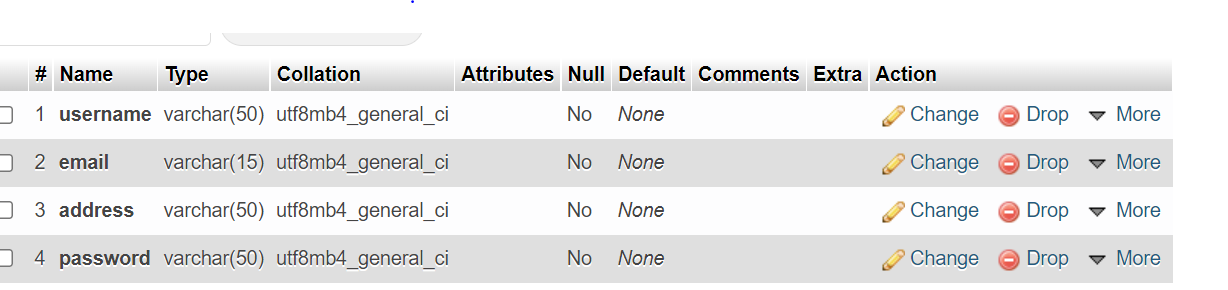 # Name Type Collation Attributes Null Default Comments Extra Action
1 username varchar(50) utf8mb4_general_ci No None Change Drop More
2 email varchar(15) utf8mb4_general_ci No None Change Drop More
3 address varchar(50) utf8mb4_general_ci No None Change Drop More
4 password varchar(50) utf8mb4_general_ci No None Change Drop More